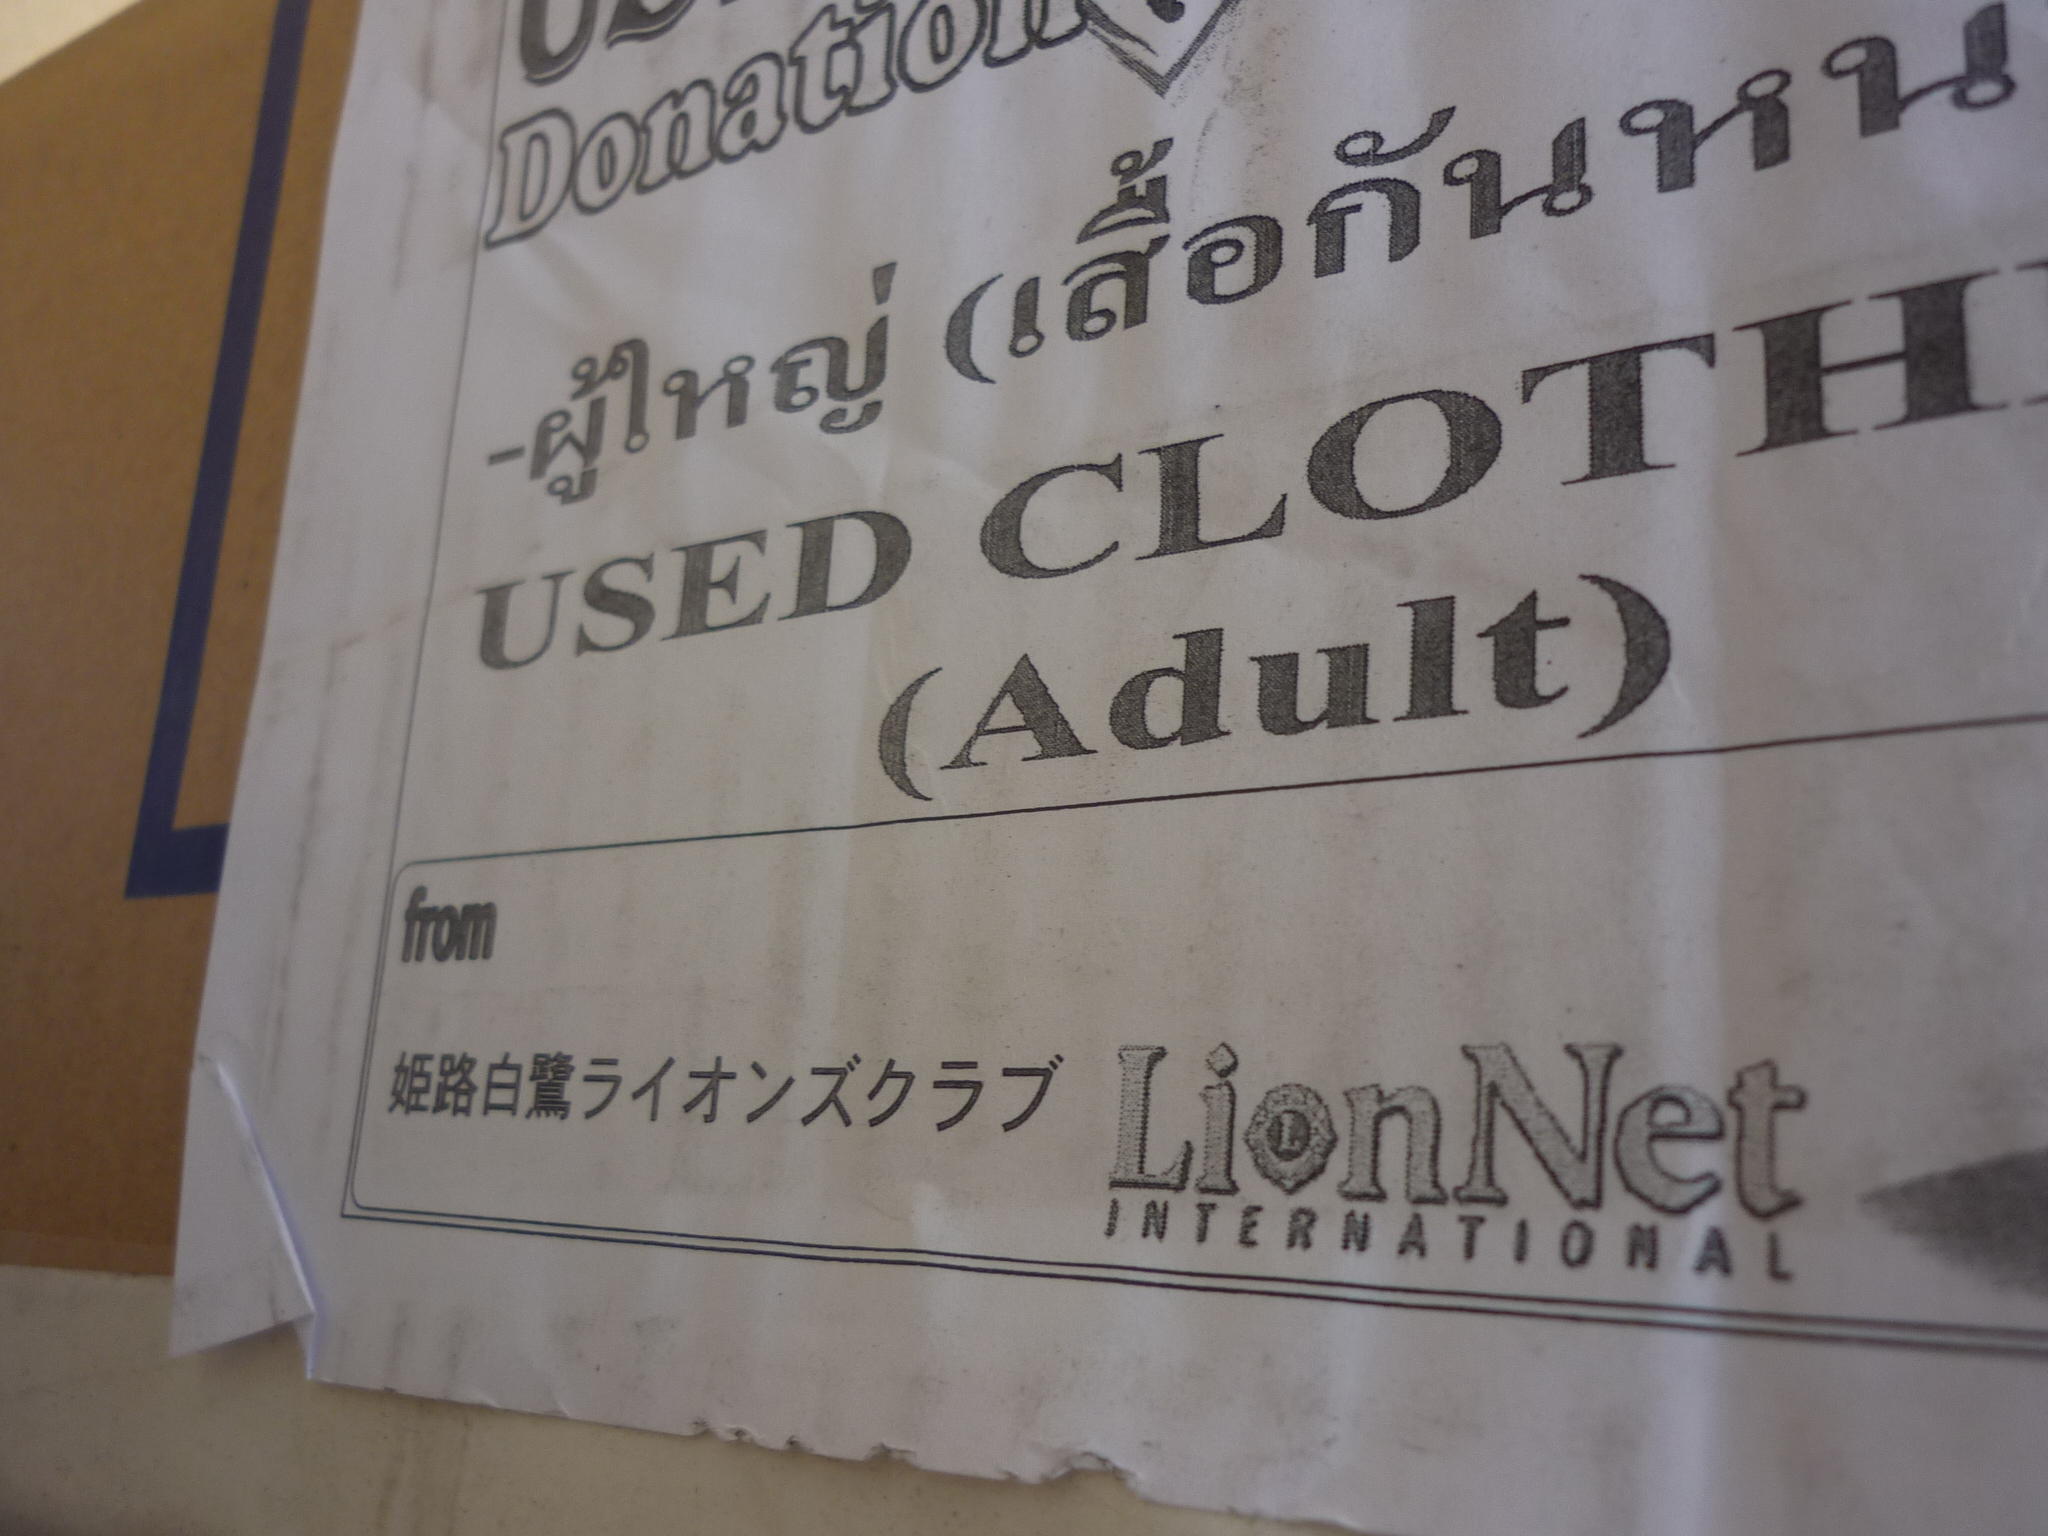 Donation
-ผู้ใหญ่ (เสื้อกันหน
USED CLOTHI
(Adult)
from
姫路白鷺ライオンズクラブ
LionNet
INTERNATIONAL